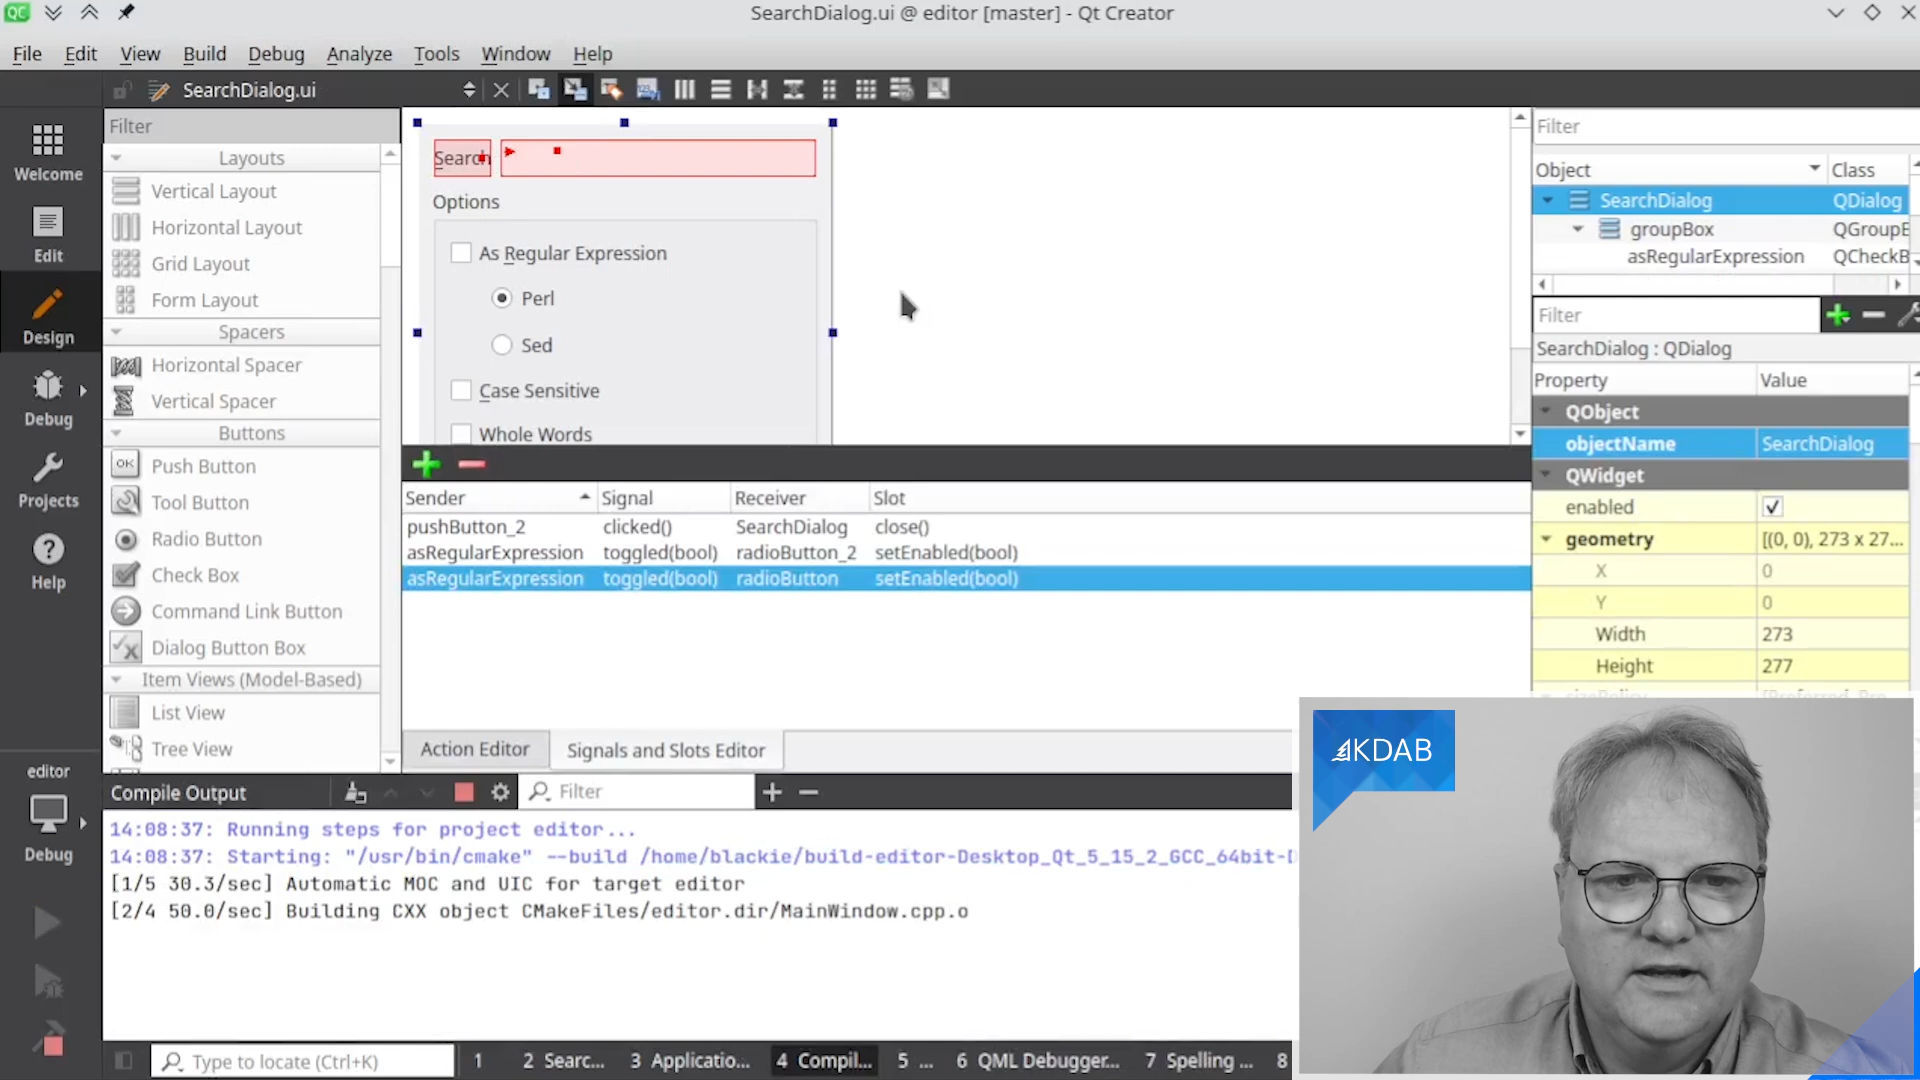 SearchDialog.ui @ editor [master] - Qt Creator
File Edit View Build Debug Analyze Tools Window Help
SearchDialog.ui
Filter
Layouts
Vertical Layout
Horizontal Layout
Grid Layout
Form Layout
Spacers
Horizontal Spacer
Vertical Spacer
Buttons
OK Push Button
Tool Button
Radio Button
Check Box
Command Link Button
Dialog Button Box
Item Views (Model-Based)
List View
Tree View
Welcome
Edit
Design
Debug
Projects
Help
editor
Debug
Search
Options
As Regular Expression
Perl
Sed
Case Sensitive
Whole Words
Sender Signal Receiver Slot
pushButton_2 clicked() SearchDialog close()
asRegularExpression toggled(bool) radioButton_2 setEnabled(bool)
asRegularExpression toggled(bool) radioButton setEnabled(bool)
Action Editor Signals and Slots Editor
Filter
Object Class
SearchDialog QDialog
groupBox QGroupB
asRegularExpression QCheckB
Filter
SearchDialog : QDialog
Property Value
QObject
objectName SearchDialog
QWidget
enabled
geometry [(0, 0), 273 x 27...
X 0
Y 0
Width 273
Height 277
Compile Output Filter
14:08:37: Running steps for project editor...
14:08:37: Starting: "/usr/bin/cmake" --build /home/blackie/build-editor-Desktop_Qt_5_15_2_GCC_64bit-D
[1/5 30.3/sec] Automatic MOC and UIC for target editor
[2/4 50.0/sec] Building CXX object CMakeFiles/editor.dir/MainWindow.cpp.o
KDAB
Type to locate (Ctrl+K) 1 2 Searc... 3 Applicatio... 4 Compil... 5 ... 6 QML Debugger... 7 Spelling ... 8